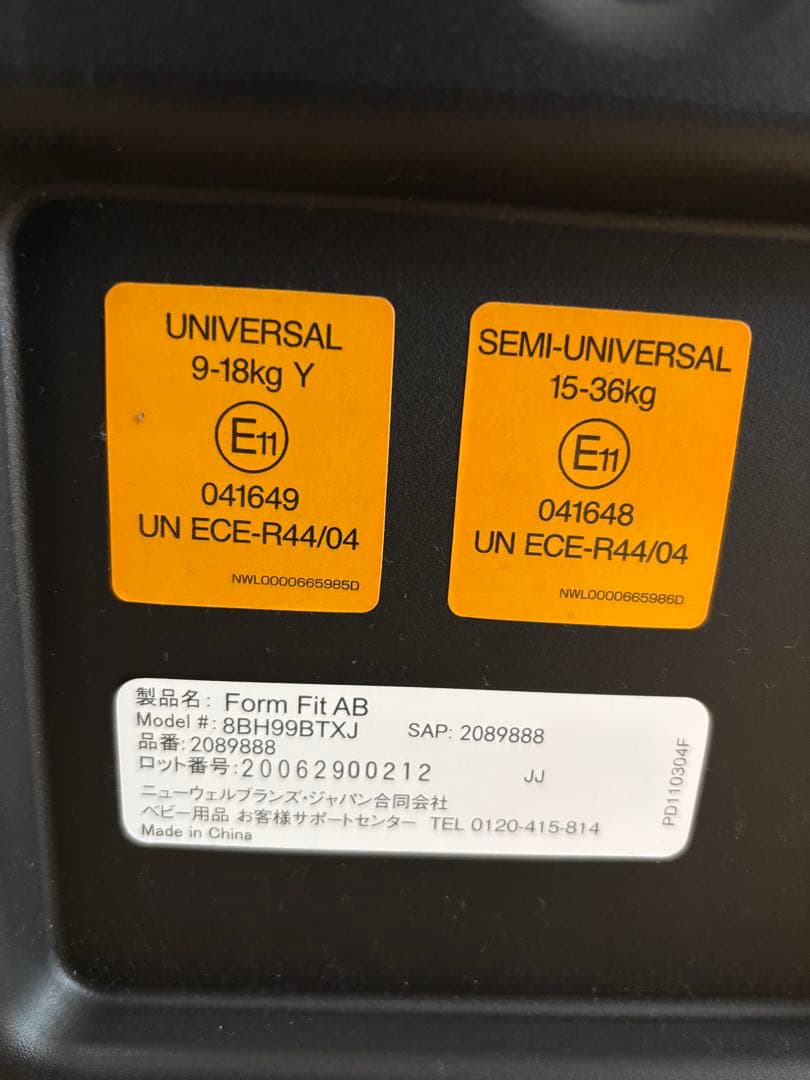 UNIVERSAL
9-18kg Y
E11
041649
UN ECE-R44/04
NWL0000665985D
SEMI-UNIVERSAL
15-36kg
E11
041648
UN ECE-R44/04
NWL0000665986D
製品名: Form Fit AB
Model #: 8BH99BTXJ SAP: 2089888
品番: 2089888
ロット番号:20062900212 JJ
ニューウェルブランズ・ジャパン合同会社
ベビー用品 お客様サポートセンター TEL 0120-415-814
Made in China
PD110304F